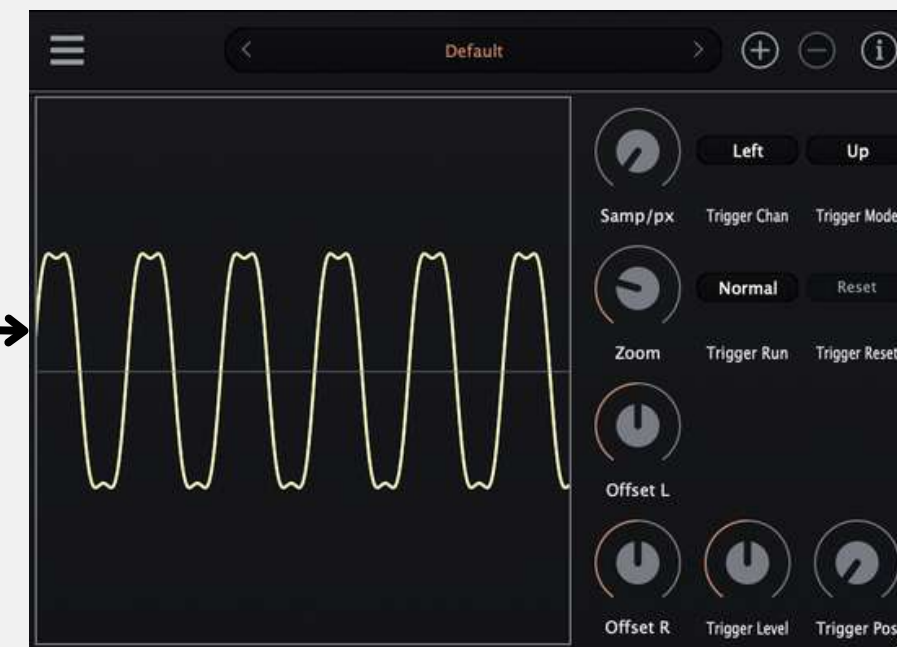 Default
Left Up
Samp/px Trigger Chan Trigger Mode
Normal Reset
Zoom Trigger Run Trigger Reset
Offset L
Offset R Trigger Level Trigger Pos